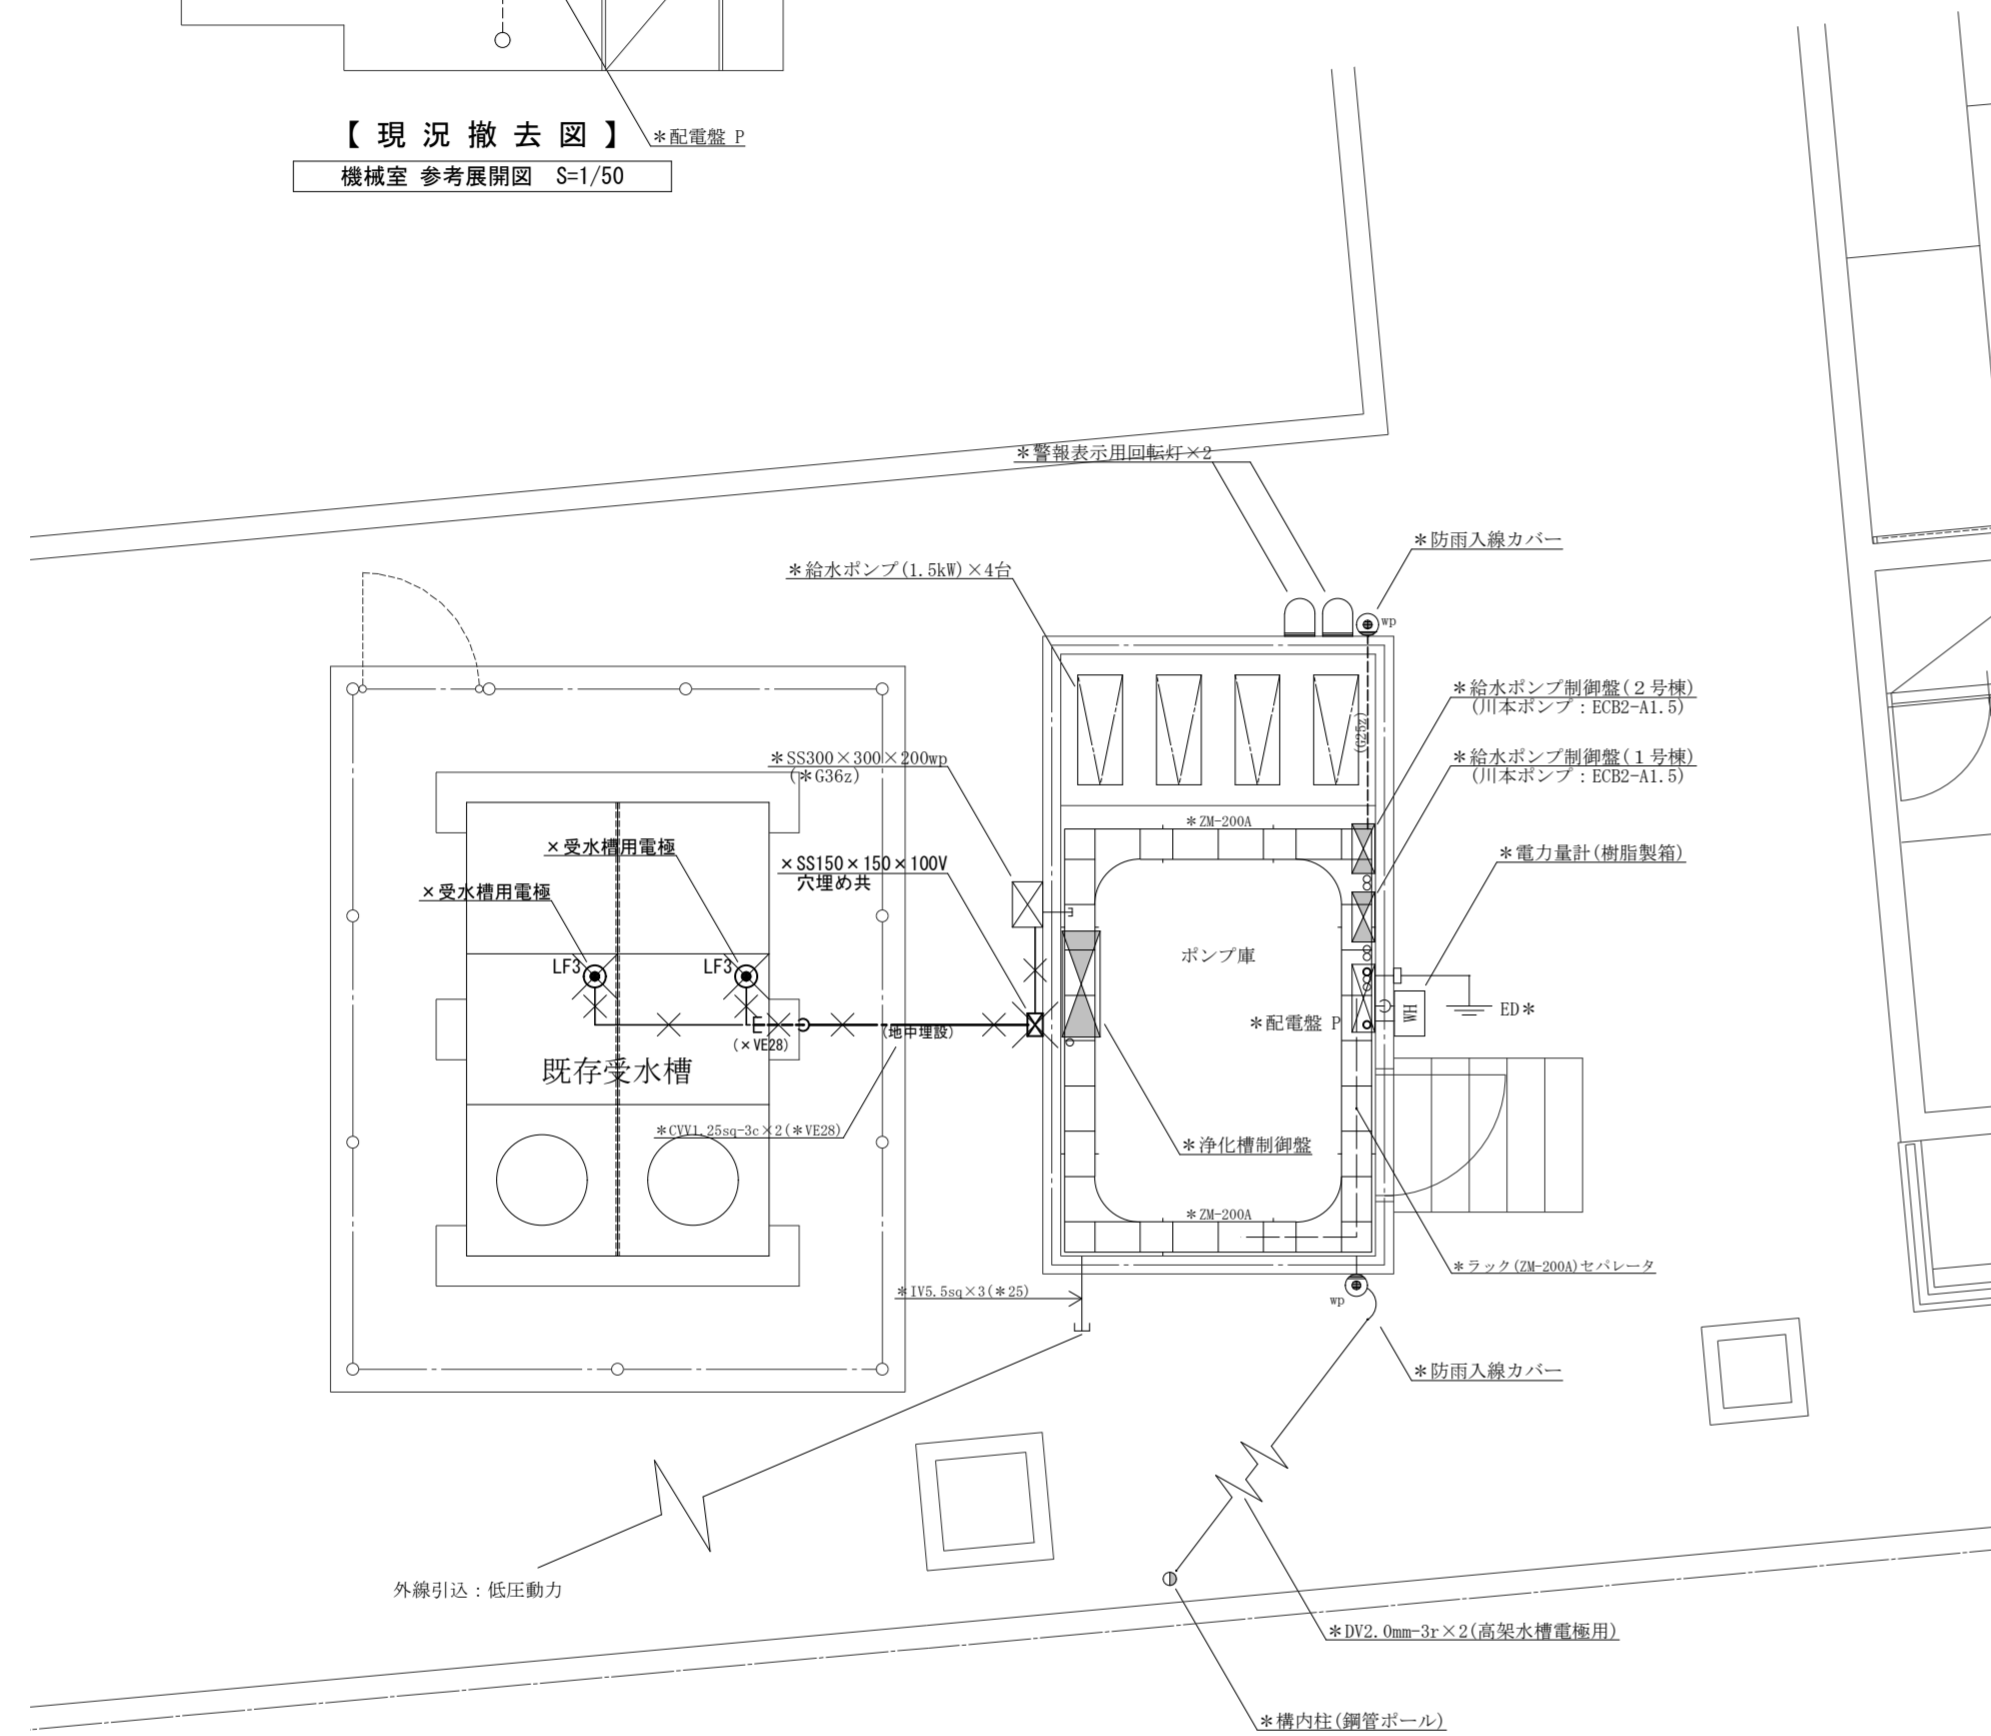 *配電盤 P
【 現 況 撤 去 図 】
機械室 参考展開図 S=1/50
*警報表示用回転灯×2
*防雨入線カバー
*給水ポンプ(1.5kW)×4台
wp
*給水ポンプ制御盤(２号棟)
(川本ポンプ：ECB2-A1.5)
(G25z)
*SS300×300×200wp
(*G36z)
*給水ポンプ制御盤(１号棟)
(川本ポンプ：ECB2-A1.5)
*ZM-200A
×受水槽用電極
×SS150×150×100V
穴埋め共
*電力量計(樹脂製箱)
×受水槽用電極
LF3
LF3
ポンプ庫
WH
ED*
*配電盤 P
E
(地中埋設)
(×VE28)
既存受水槽
*CVV1.25sq-3c×2(*VE28)
*浄化槽制御盤
*ZM-200A
*ラック(ZM-200A)セパレータ
*IV5.5sq×3(*25)
wp
*防雨入線カバー
外線引込：低圧動力
*DV2.0mm-3r×2(高架水槽電極用)
*構内柱(鋼管ポール)